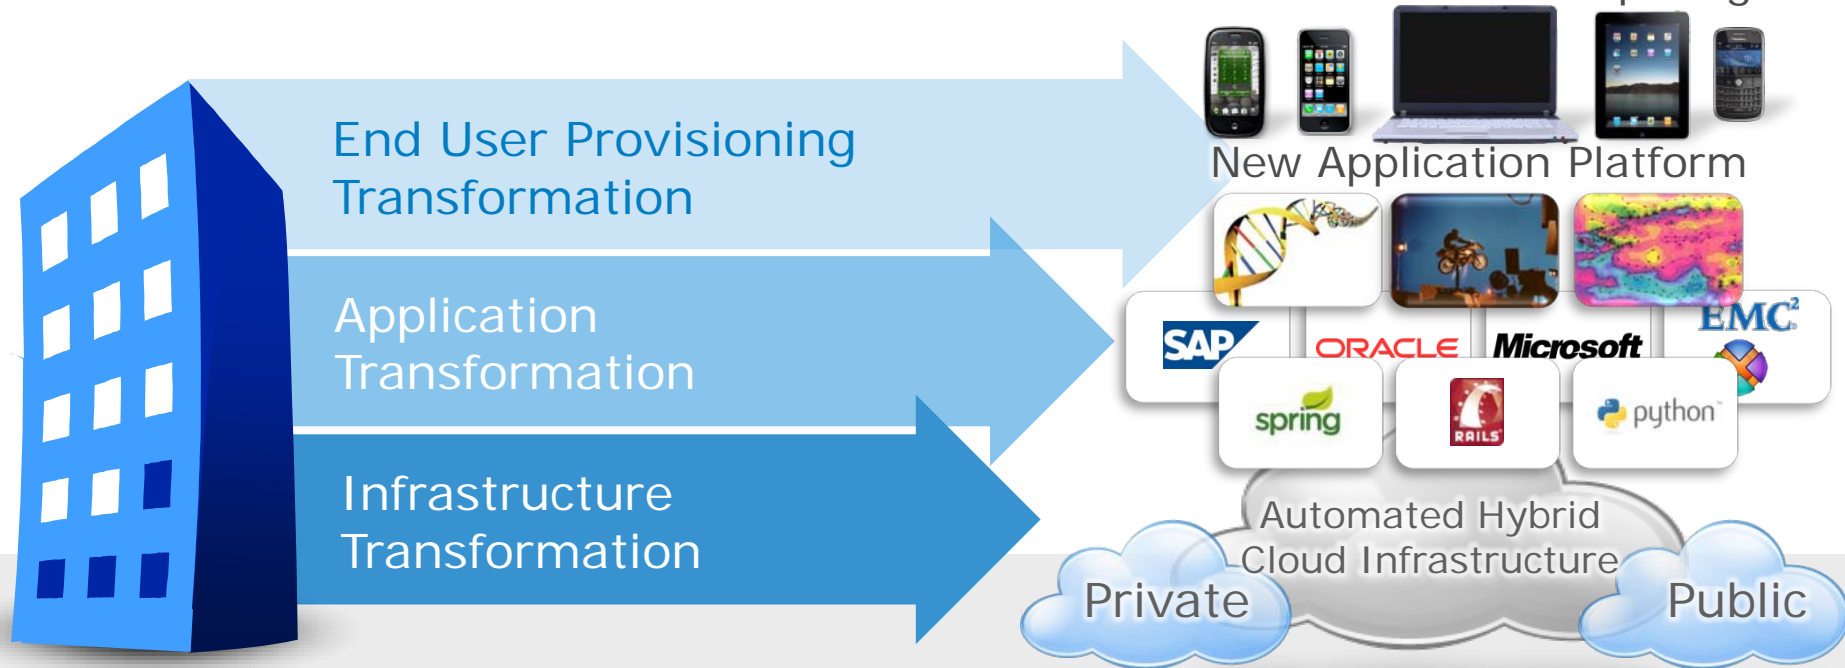 End User Provisioning
Transformation
Application
Transformation
Infrastructure
Transformation
New Application Platform
SAP
ORACLE
Microsoft
EMC²
spring
RAILS
python
Automated Hybrid
Cloud Infrastructure
Private
Public